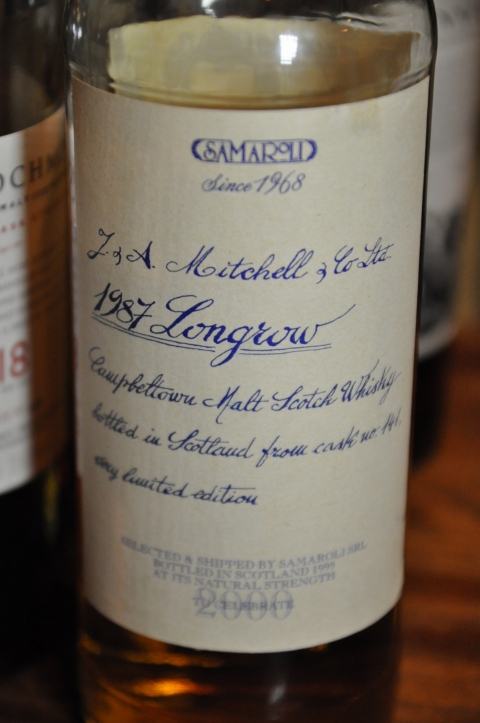 SAMAROLI
Since 1968
J. & A. Mitchell & Co Ltd.
1987 Longrow
Campbeltown Malt Scotch Whisky
bottled in Scotland from cask no. 141.
very limited edition
SELECTED & SHIPPED BY SAMAROLI SRL
BOTTLED IN SCOTLAND 1999
AT ITS NATURAL STRENGTH
TO CELEBRATE
2000
OCHM
18